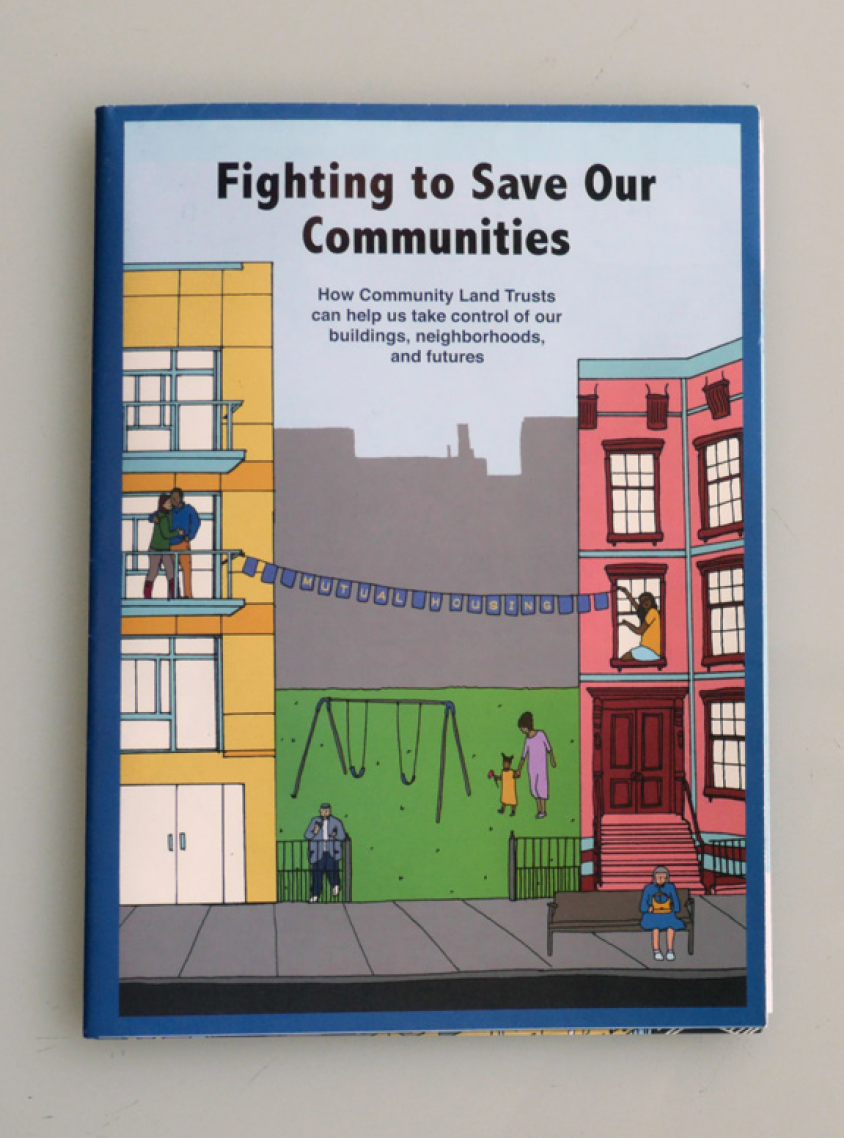 Fighting to Save Our
Communities
How Community Land Trusts
can help us take control of our
buildings, neighborhoods,
and futures
MUTUAL HOUSING